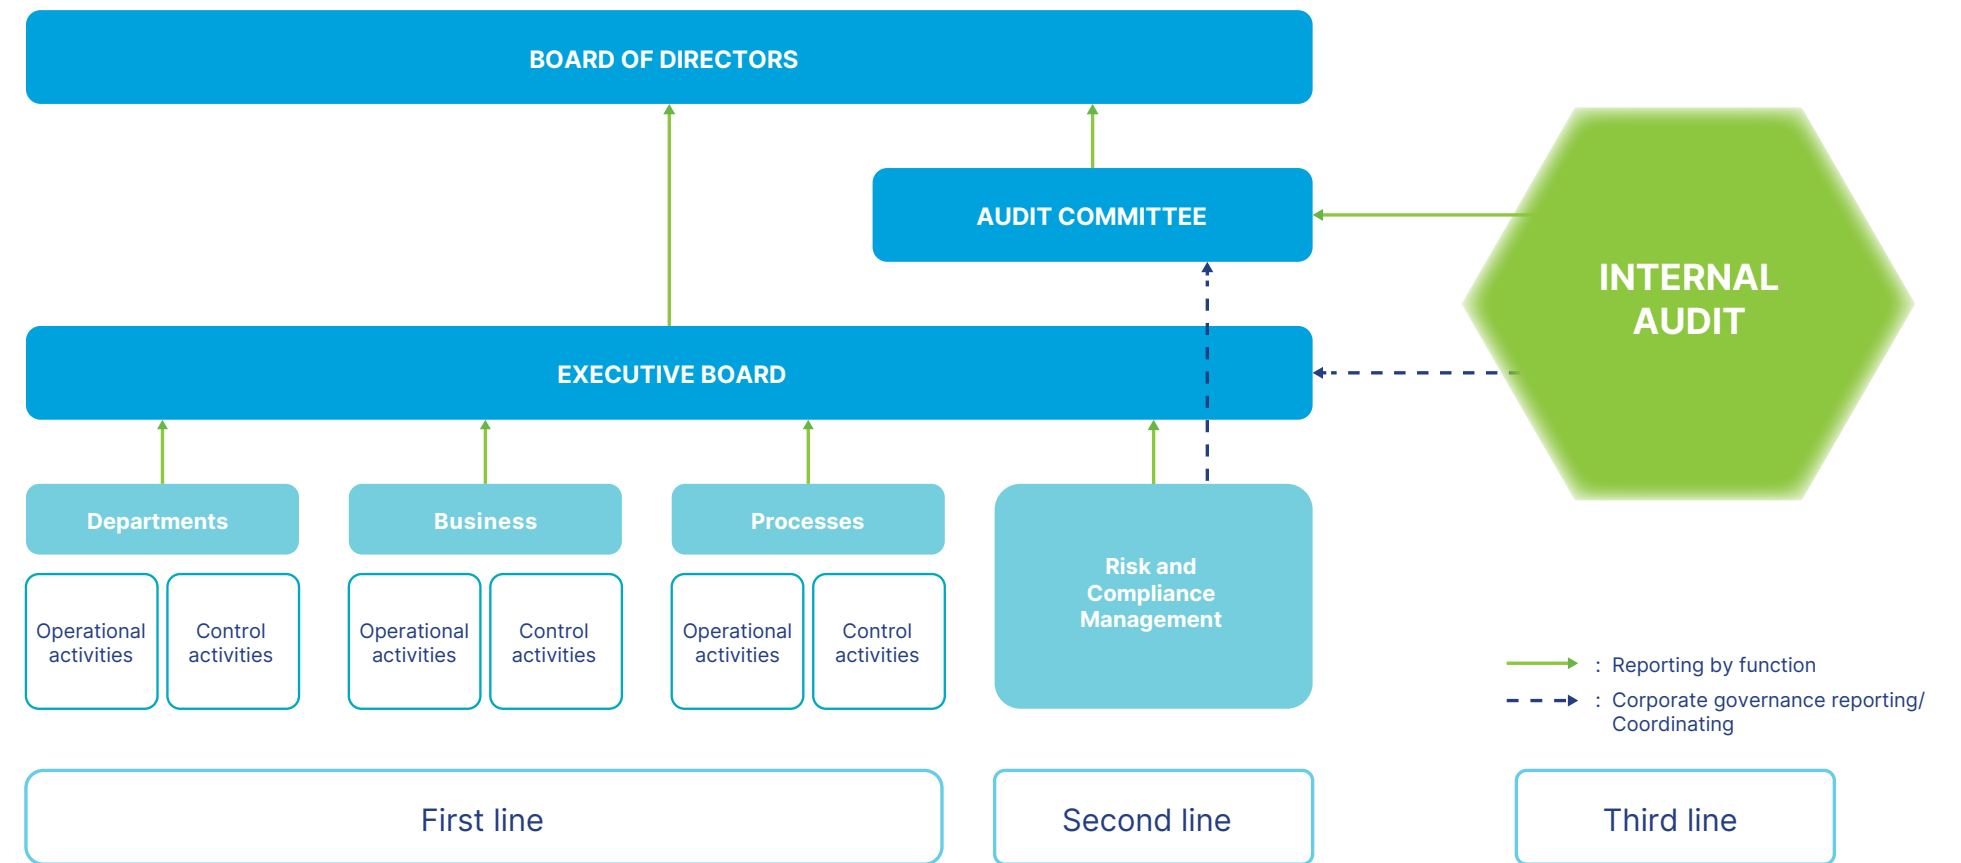 BOARD OF DIRECTORS
AUDIT COMMITTEE
INTERNAL
AUDIT
EXECUTIVE BOARD
Departments
Business
Processes
Risk and
Compliance
Management
Operational
activities
Control
activities
Operational
activities
Control
activities
Operational
activities
Control
activities
: Reporting by function
: Corporate governance reporting/
Coordinating
First line
Second line
Third line